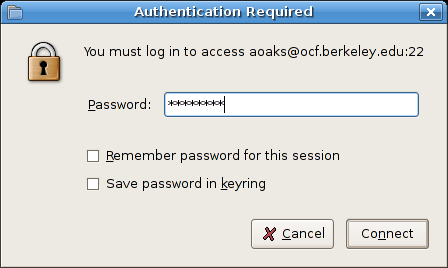 Authentication Required
You must log in to access aoaks@ocf.berkeley.edu:22
Password: ********
Remember password for this session
Save password in keyring
Cancel Connect